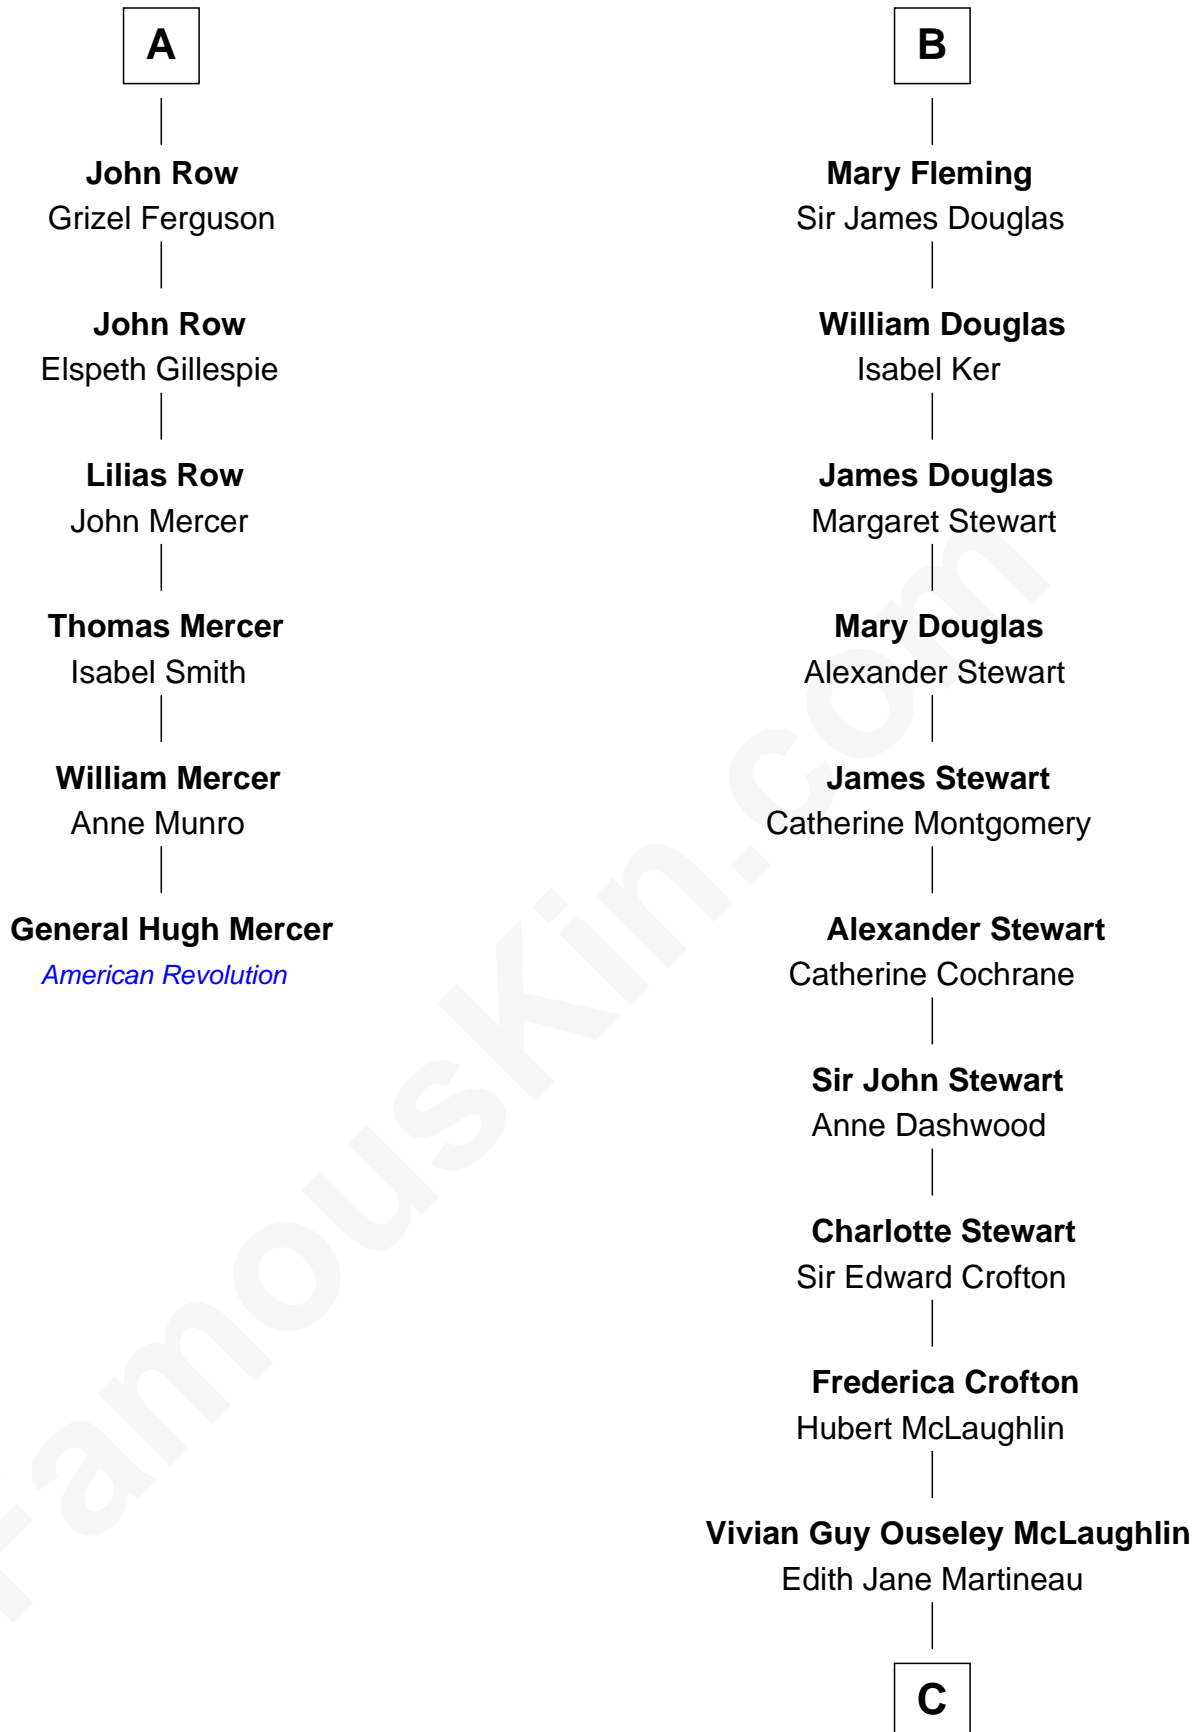 A
John Row
Grizel Ferguson
John Row
Elspeth Gillespie
Lilias Row
John Mercer
Thomas Mercer
Isabel Smith
William Mercer
Anne Munro
General Hugh Mercer
American Revolution
B
Mary Fleming
Sir James Douglas
William Douglas
Isabel Ker
James Douglas
Margaret Stewart
Mary Douglas
Alexander Stewart
James Stewart
Catherine Montgomery
Alexander Stewart
Catherine Cochrane
Sir John Stewart
Anne Dashwood
Charlotte Stewart
Sir Edward Crofton
Frederica Crofton
Hubert McLaughlin
Vivian Guy Ouseley McLaughlin
Edith Jane Martineau
C
FamousKin.com